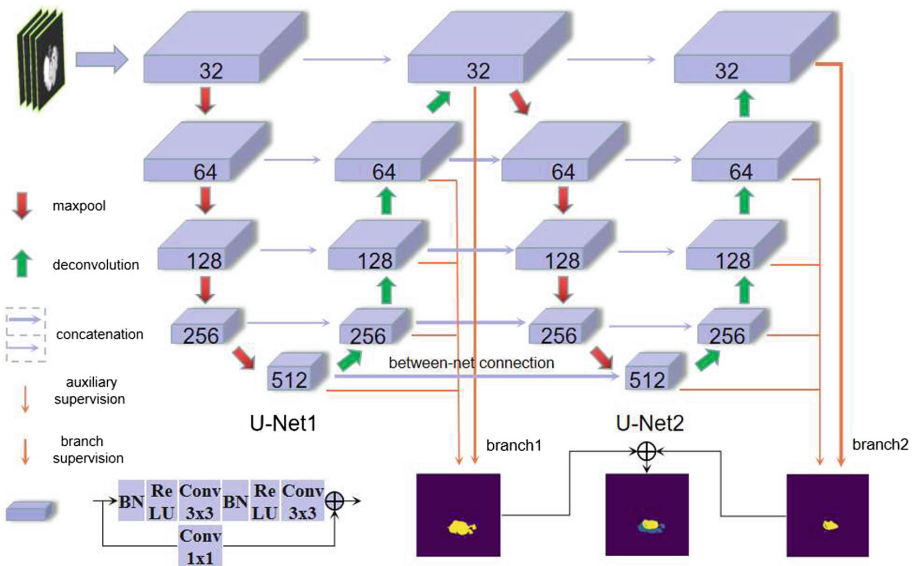 32
32
32
64
64
64
64
maxpool
128
128
128
128
deconvolution
256
256
256
256
concatenation
between-net connection
512
512
auxiliary
supervision
U-Net1
U-Net2
branch1
branch2
branch
supervision
BN
Re
LU
Conv
3x3
BN
Re
LU
Conv
3x3
Conv
1x1